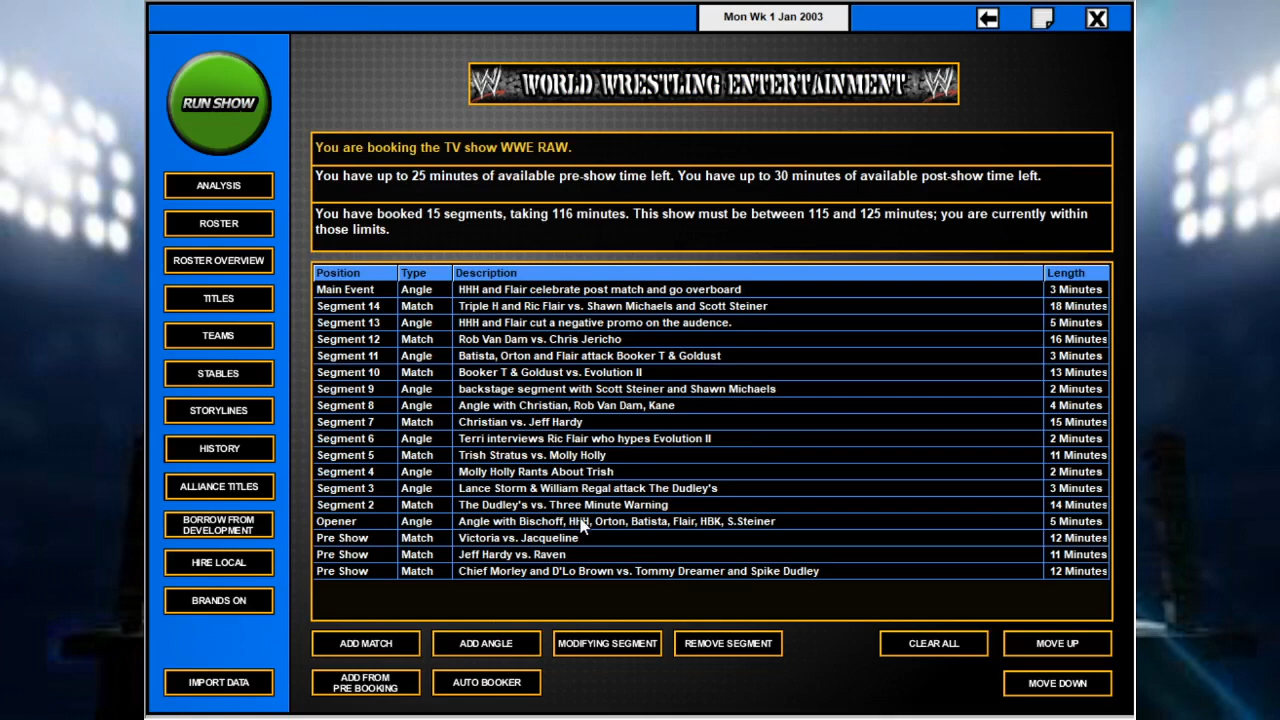 Mon Wk 1 Jan 2003
RUN SHOW
WORLD WRESTLING ENTERTAINMENT
You are booking the TV show WWE RAW.
You have up to 25 minutes of available pre-show time left. You have up to 30 minutes of available post-show time left.
You have booked 15 segments, taking 116 minutes. This show must be between 115 and 125 minutes; you are currently within
those limits.
ANALYSIS
ROSTER
ROSTER OVERVIEW
TITLES
TEAMS
STABLES
STORYLINES
HISTORY
ALLIANCE TITLES
BORROW FROM
DEVELOPMENT
HIRE LOCAL
BRANDS ON
IMPORT DATA
Position Type Description Length
Main Event Angle HHH and Flair celebrate post match and go overboard 3 Minutes
Segment 14 Match Triple H and Ric Flair vs. Shawn Michaels and Scott Steiner 18 Minutes
Segment 13 Angle HHH and Flair cut a negative promo on the audience. 5 Minutes
Segment 12 Match Rob Van Dam vs. Chris Jericho 16 Minutes
Segment 11 Angle Batista, Orton and Flair attack Booker T & Goldust 3 Minutes
Segment 10 Match Booker T & Goldust vs. Evolution II 13 Minutes
Segment 9 Angle backstage segment with Scott Steiner and Shawn Michaels 2 Minutes
Segment 8 Angle Angle with Christian, Rob Van Dam, Kane 4 Minutes
Segment 7 Match Christian vs. Jeff Hardy 15 Minutes
Segment 6 Angle Terri interviews Ric Flair who hypes Evolution II 2 Minutes
Segment 5 Match Trish Stratus vs. Molly Holly 11 Minutes
Segment 4 Angle Molly Holly Rants About Trish 2 Minutes
Segment 3 Angle Lance Storm & William Regal attack The Dudley's 3 Minutes
Segment 2 Match The Dudley's vs. Three Minute Warning 14 Minutes
Opener Angle Angle with Bischoff, HHH, Orton, Batista, Flair, HBK, S.Steiner 5 Minutes
Pre Show Match Victoria vs. Jacqueline 12 Minutes
Pre Show Match Jeff Hardy vs. Raven 11 Minutes
Pre Show Match Chief Morley and D'Lo Brown vs. Tommy Dreamer and Spike Dudley 12 Minutes
ADD MATCH ADD ANGLE MODIFYING SEGMENT REMOVE SEGMENT CLEAR ALL MOVE UP
ADD FROM
PRE BOOKING AUTO BOOKER MOVE DOWN